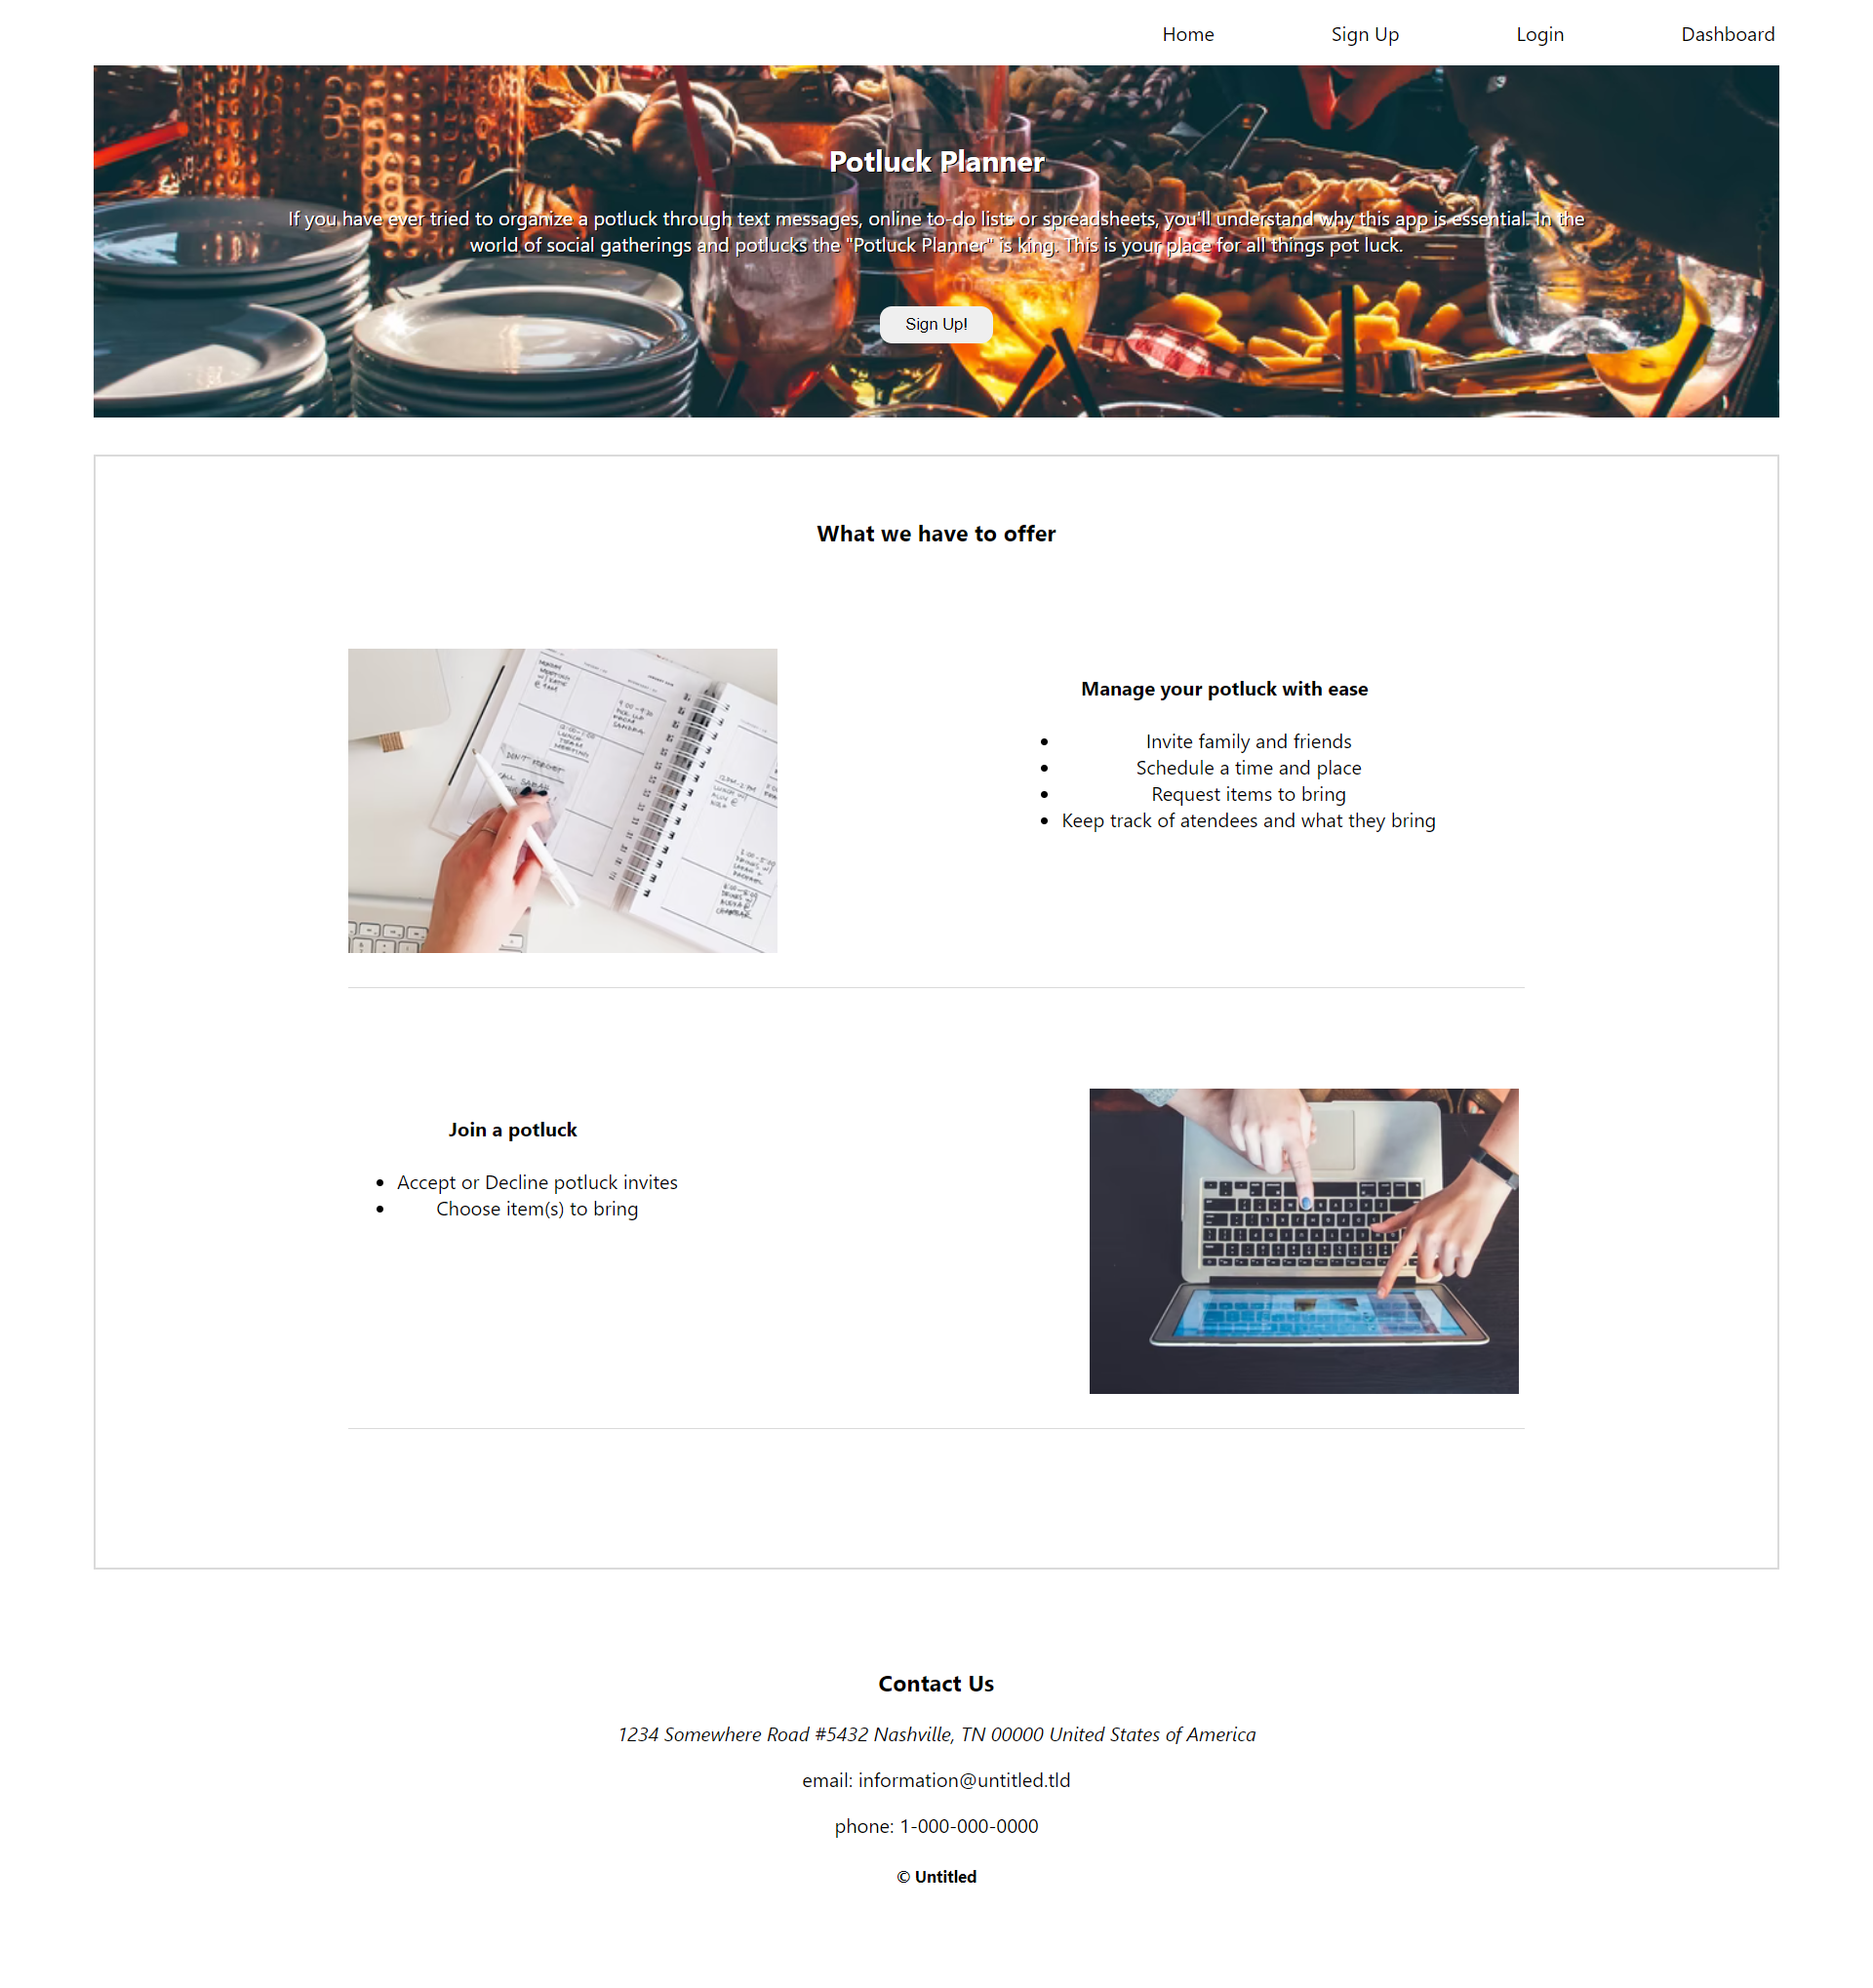 Home Sign Up Login Dashboard
Potluck Planner
If you have ever tried to organize a potluck through text messages, online to-do lists or spreadsheets, you'll understand why this app is essential. In the
world of social gatherings and potlucks the "Potluck Planner" is king. This is your place for all things pot luck.
Sign Up!
What we have to offer
DON'T FORGET
CALL SARAH
Manage your potluck with ease
Invite family and friends
Schedule a time and place
Request items to bring
Keep track of atendees and what they bring
Join a potluck
Accept or Decline potluck invites
Choose item(s) to bring
Contact Us
1234 Somewhere Road #5432 Nashville, TN 00000 United States of America
email: information@untitled.tld
phone: 1-000-000-0000
© Untitled